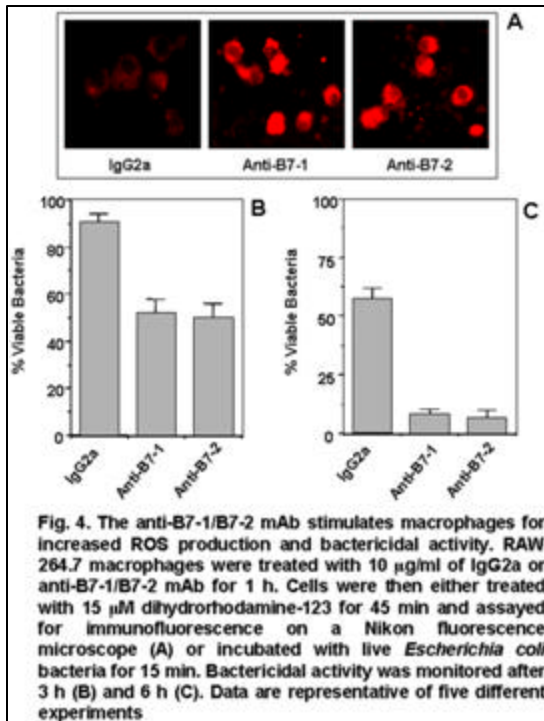 A
IgG2a Anti-B7-1 Anti-B7-2
B
% Viable Bacteria
100
80
60
40
0
IgG2a Anti-B7-1 Anti-B7-2
C
% Viable Bacteria
100
75
50
25
0
IgG2a Anti-B7-1 Anti-B7-2
Fig. 4. The anti-B7-1/B7-2 mAb stimulates macrophages for
increased ROS production and bactericidal activity. RAW
264.7 macrophages were treated with 10 µg/ml of IgG2a or
anti-B7-1/B7-2 mAb for 1 h. Cells were then either treated
with 15 µM dihydrorhodamine-123 for 45 min and assayed
for immunofluorescence on a Nikon fluorescence
microscope (A) or incubated with live Escherichia coli
bacteria for 15 min. Bactericidal activity was monitored after
3 h (B) and 6 h (C). Data are representative of five different
experiments